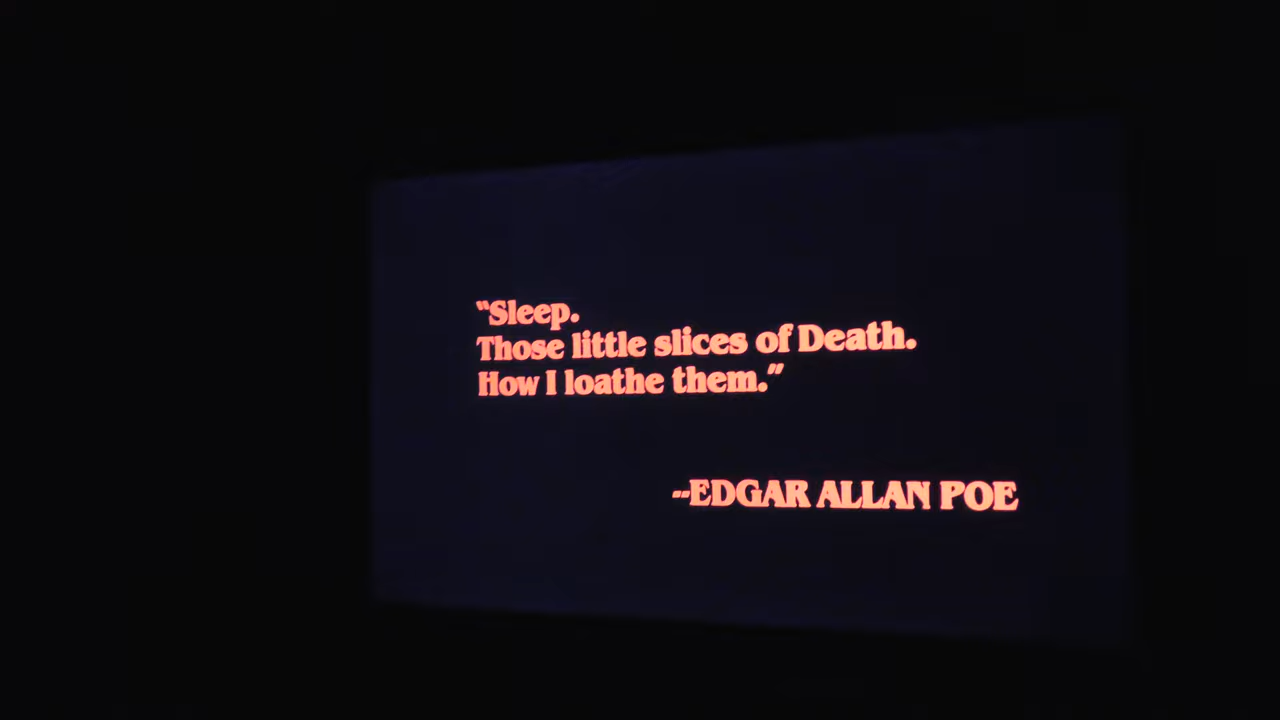 “Sleep.
Those little slices of Death.
How I loathe them.”
--EDGAR ALLAN POE